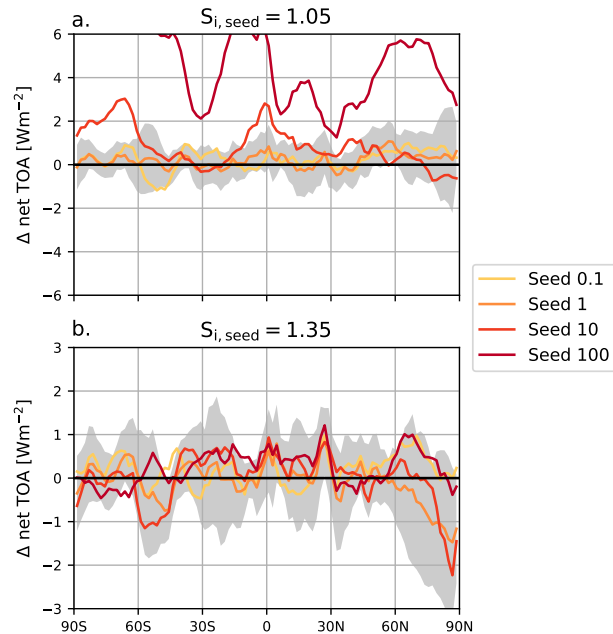 a.
S_{i, seed} = 1.05
Δ net TOA [Wm⁻²]
6
4
2
0
−2
−4
−6
Seed 0.1
Seed 1
Seed 10
Seed 100
b.
S_{i, seed} = 1.35
Δ net TOA [Wm⁻²]
3
2
1
0
−1
−2
−3
90S 60S 30S 0 30N 60N 90N